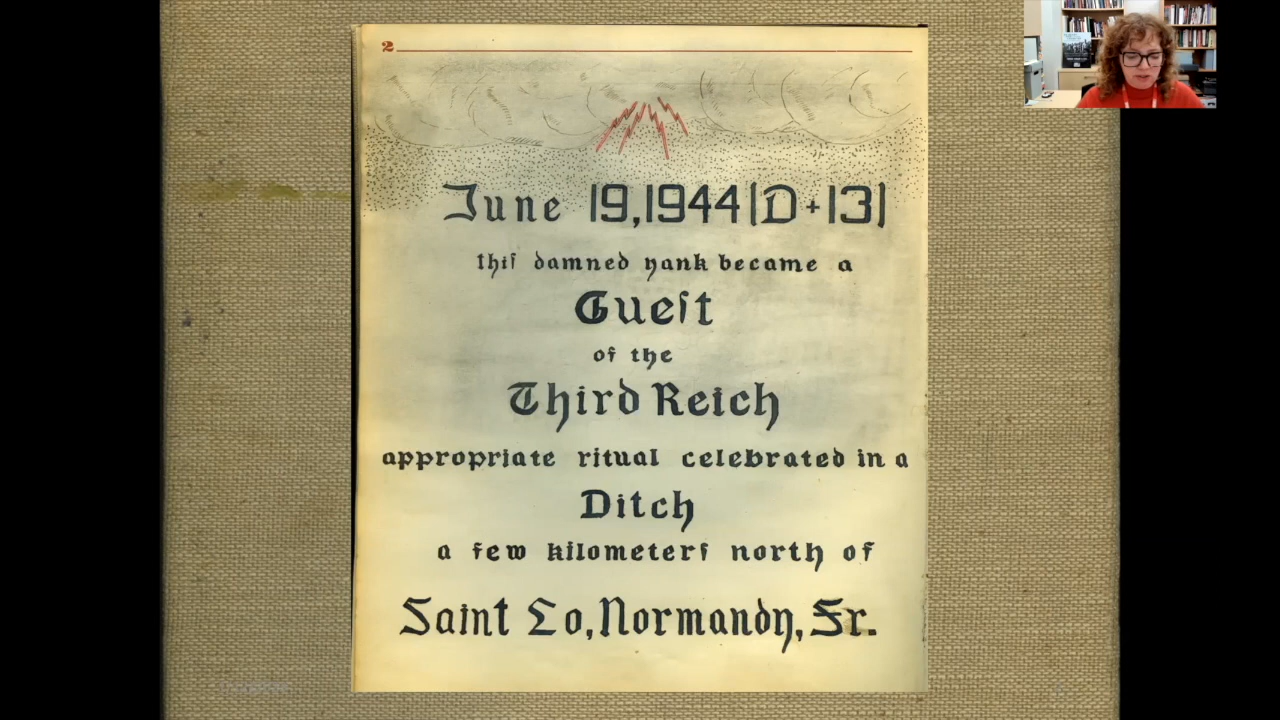 2
June 19, 1944 (D+13)
thiſ damned yank became a
Gueſt
of the
Third Reich
appropriate ritual celebrated in a
Ditch
a few kilometerſ north of
Saint Lo, Normandy, Fr.